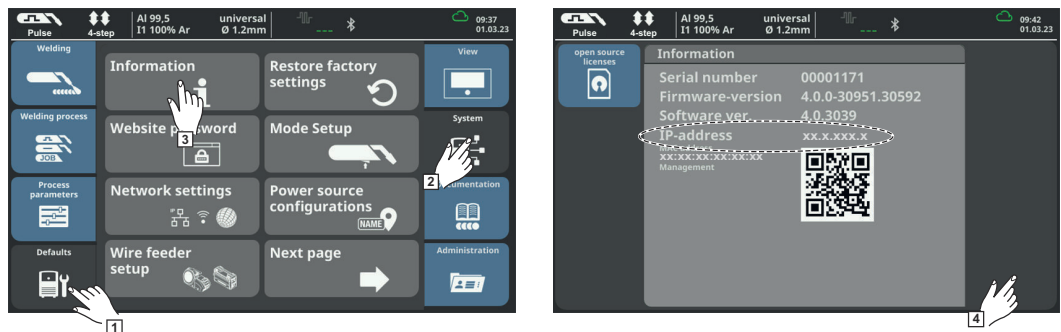 Pulse
4-step
Al 99,5
I1 100% Ar
universal
Ø 1.2mm
---
09:37
01.03.23
Welding
Welding process
JOB
Process
parameters
Defaults
1
Information
3
Restore factory
settings
Website password
Mode Setup
Network settings
Power source
configurations
NAME
Wire feeder
setup
Next page
View
System
2
Documentation
Administration
Pulse
4-step
Al 99,5
I1 100% Ar
universal
Ø 1.2mm
---
09:42
01.03.23
open source
licenses
Information
Serial number 00001171
Firmware-version 4.0.0-30951.30592
Software ver. 4.0.3039
IP-address xx.x.xxx.x
xx:xx:xx:xx:xx:xx
Management
4